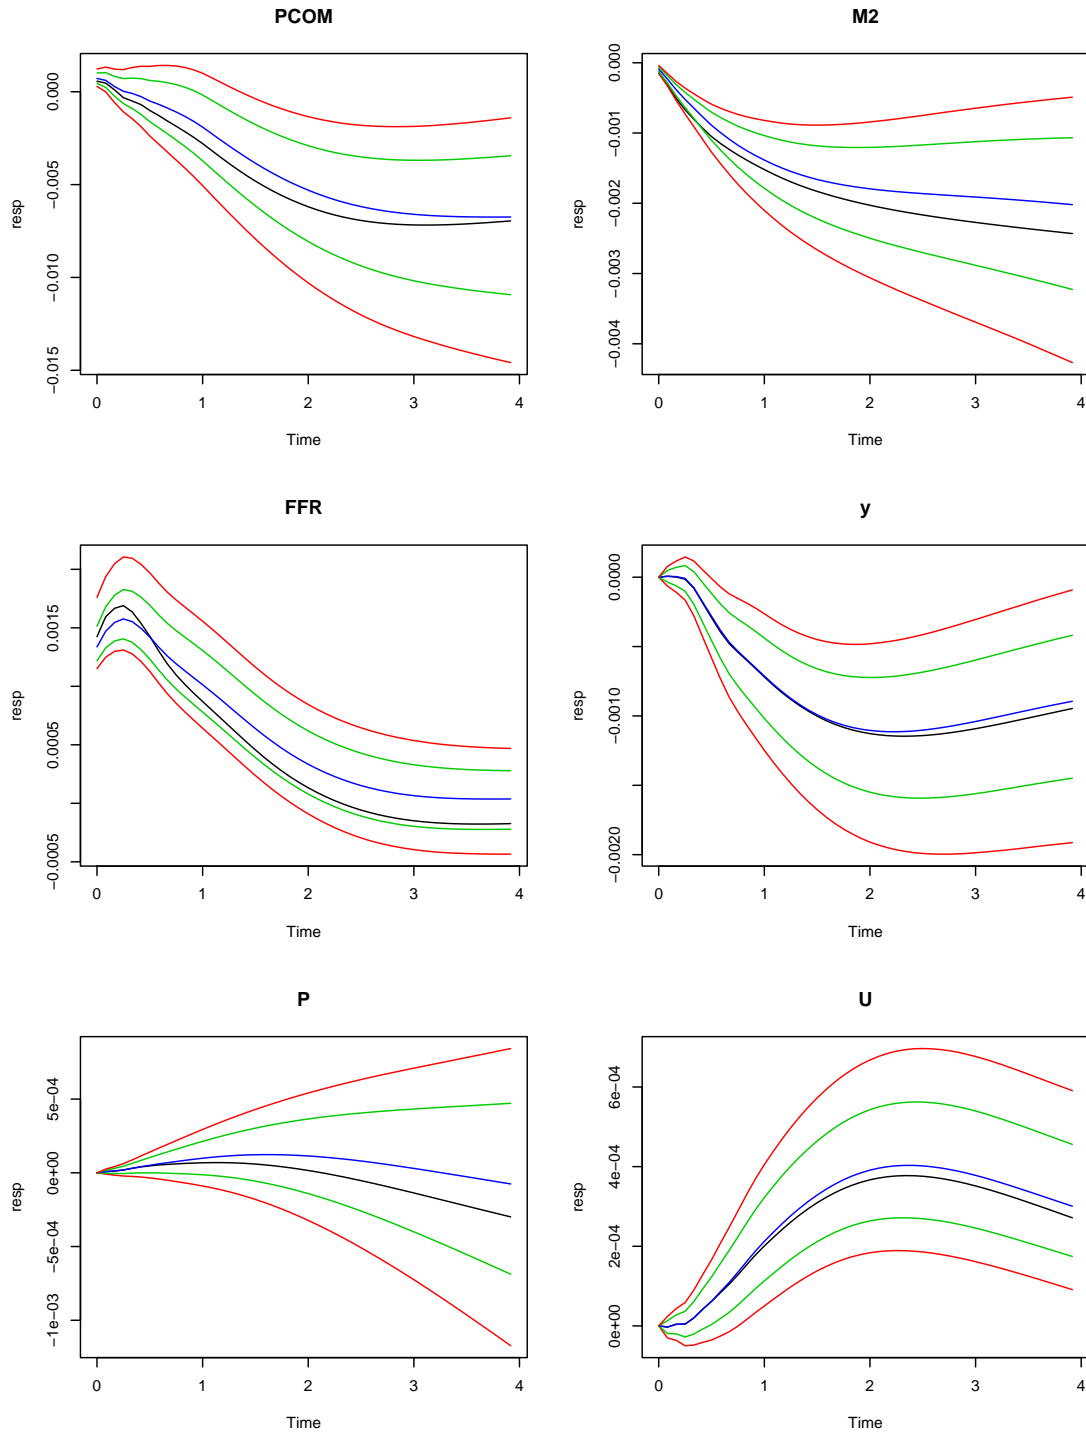 PCOM
resp
0.000
−0.005
−0.010
−0.015
0 1 2 3 4
Time
M2
resp
0.000
−0.001
−0.002
−0.003
−0.004
0 1 2 3 4
Time
FFR
resp
0.0015
0.0005
−0.0005
0 1 2 3 4
Time
y
resp
0.0000
−0.0010
−0.0020
0 1 2 3 4
Time
P
resp
5e−04
0e+00
−5e−04
−1e−03
0 1 2 3 4
Time
U
resp
6e−04
4e−04
2e−04
0e+00
0 1 2 3 4
Time